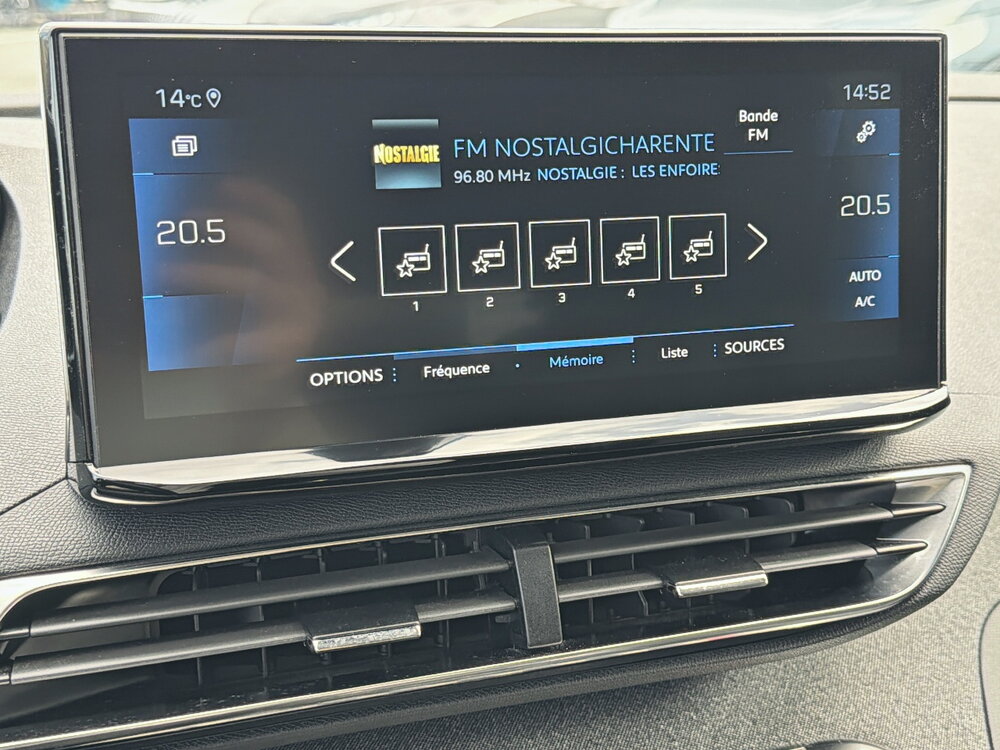 14°C
14:52
Bande
FM
NOSTALGIE
FM NOSTALGICHARENTE
96.80 MHz NOSTALGIE : LES ENFOIRE
20.5
20.5
1 2 3 4 5
AUTO
A/C
OPTIONS : Fréquence · Mémoire : Liste : SOURCES